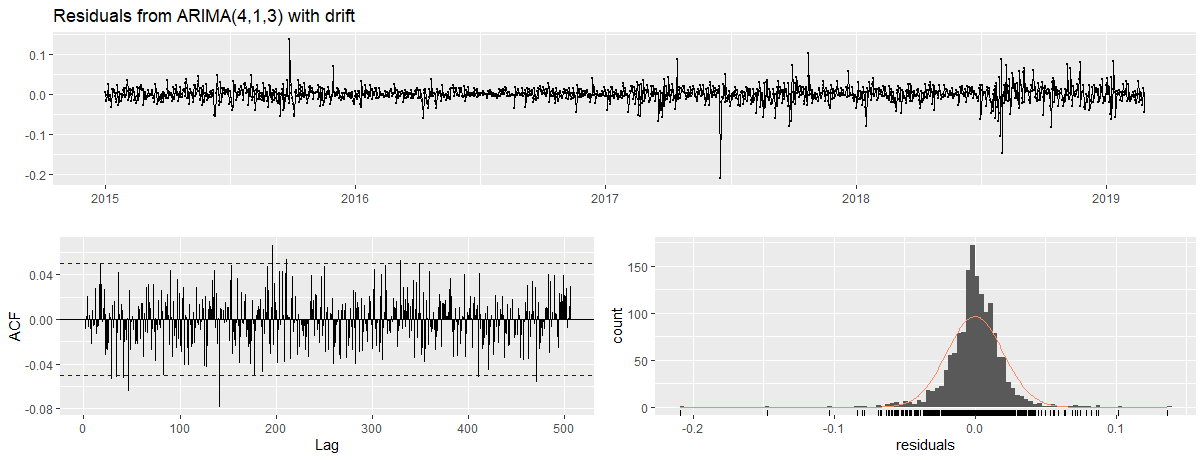 Residuals from ARIMA(4,1,3) with drift
0.1
0.0
-0.1
-0.2
2015 2016 2017 2018 2019
ACF
0.04
0.00
-0.04
-0.08
0 100 200 300 400 500
Lag
count
150
100
50
0
-0.2 -0.1 0.0 0.1
residuals